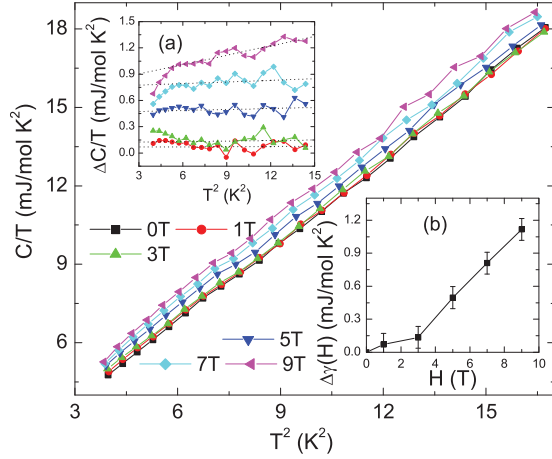 (a)
ΔC/T (mJ/mol K²)
1.5
1.2
0.9
0.6
0.3
0.0
3 6 9 12 15
T² (K²)
C/T (mJ/mol K²)
18
15
12
9
6
0T 1T
3T
5T
7T 9T
(b)
Δγ(H) (mJ/mol K²)
1.2
0.9
0.6
0.3
0.0
0 2 4 6 8 10
H (T)
3 6 9 12 15
T² (K²)